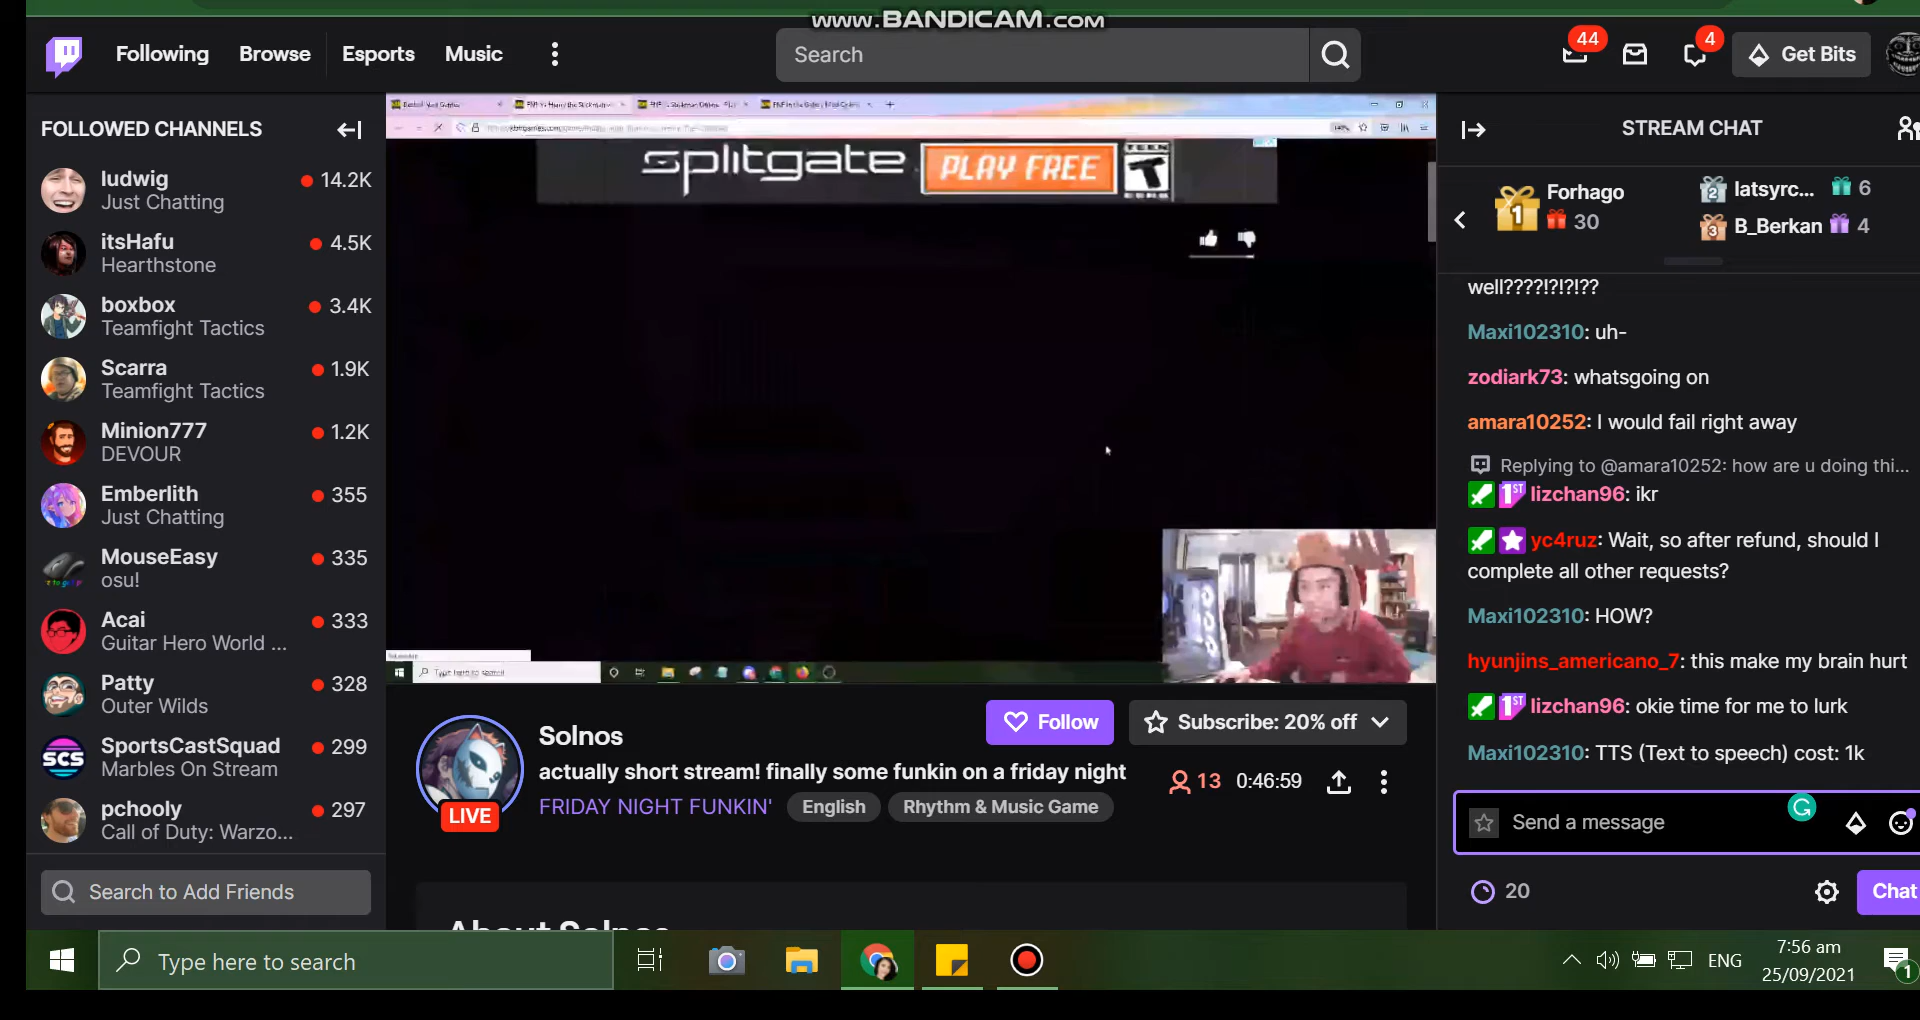 www.BANDICAM.com
Following
Browse
Esports
Music
Search
44
4
Get Bits
FOLLOWED CHANNELS
ludwig
14.2K
Just Chatting
itsHafu
4.5K
Hearthstone
boxbox
3.4K
Teamfight Tactics
Scarra
1.9K
Teamfight Tactics
Minion777
1.2K
DEVOUR
Emberlith
355
Just Chatting
MouseEasy
335
osu!
Acai
333
Guitar Hero World ...
Patty
328
Outer Wilds
SCS
SportsCastSquad
299
Marbles On Stream
pchooly
297
Call of Duty: Warzo...
Search to Add Friends
splitgate
PLAY FREE
TEEN
Type here to search
LIVE
Solnos
actually short stream! finally some funkin on a friday night
FRIDAY NIGHT FUNKIN'
English
Rhythm & Music Game
Follow
Subscribe: 20% off
13
0:46:59
About Solnos
STREAM CHAT
1
Forhago
30
2
latsyrc...
6
3
B_Berkan
4
well????!?!?!??
Maxi102310: uh-
zodiark73: whatsgoing on
amara10252: I would fail right away
Replying to @amara10252: how are u doing thi...
1ST lizchan96: ikr
yc4ruz: Wait, so after refund, should I
complete all other requests?
Maxi102310: HOW?
hyunjins_americano_7: this make my brain hurt
1ST lizchan96: okie time for me to lurk
Maxi102310: TTS (Text to speech) cost: 1k
Send a message
20
Chat
Type here to search
ENG
7:56 am
25/09/2021
1